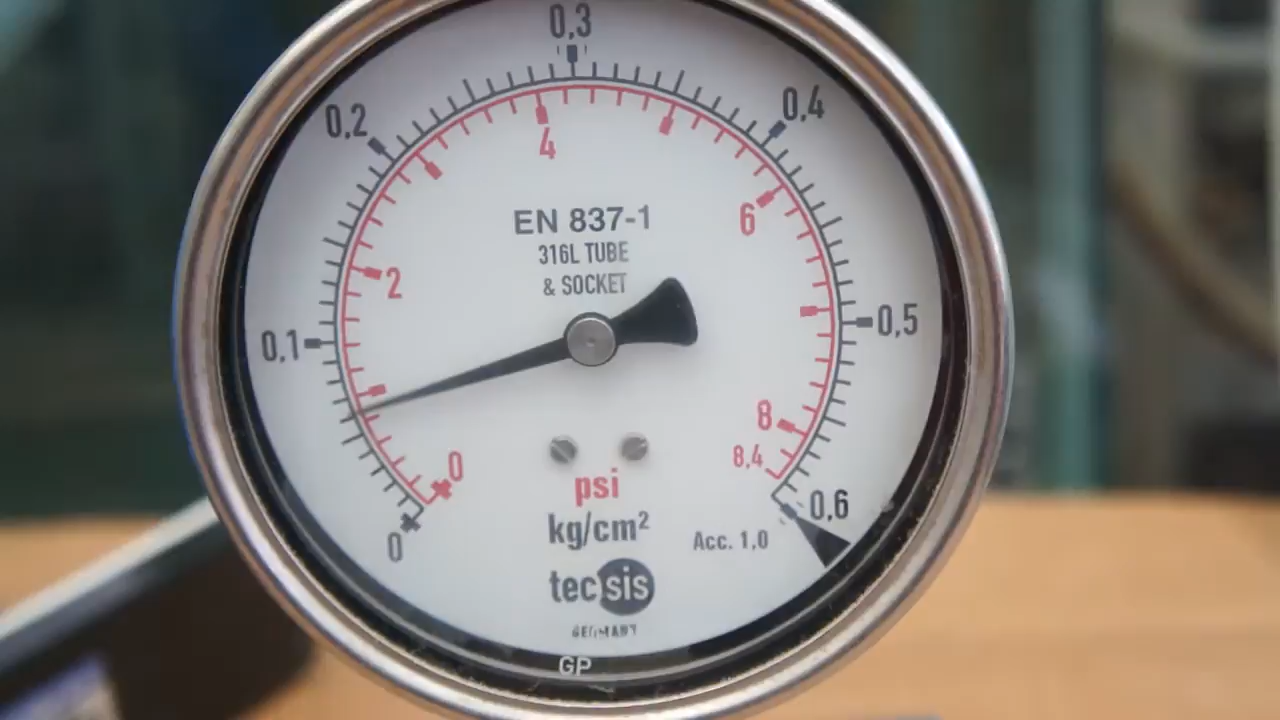 0,3
0,2
0,4
4
6
EN 837-1
316L TUBE
& SOCKET
2
0,1
0,5
8
8,4
0
psi
0,6
kg/cm²
0
Acc. 1,0
tecsis
GERMANY
GP